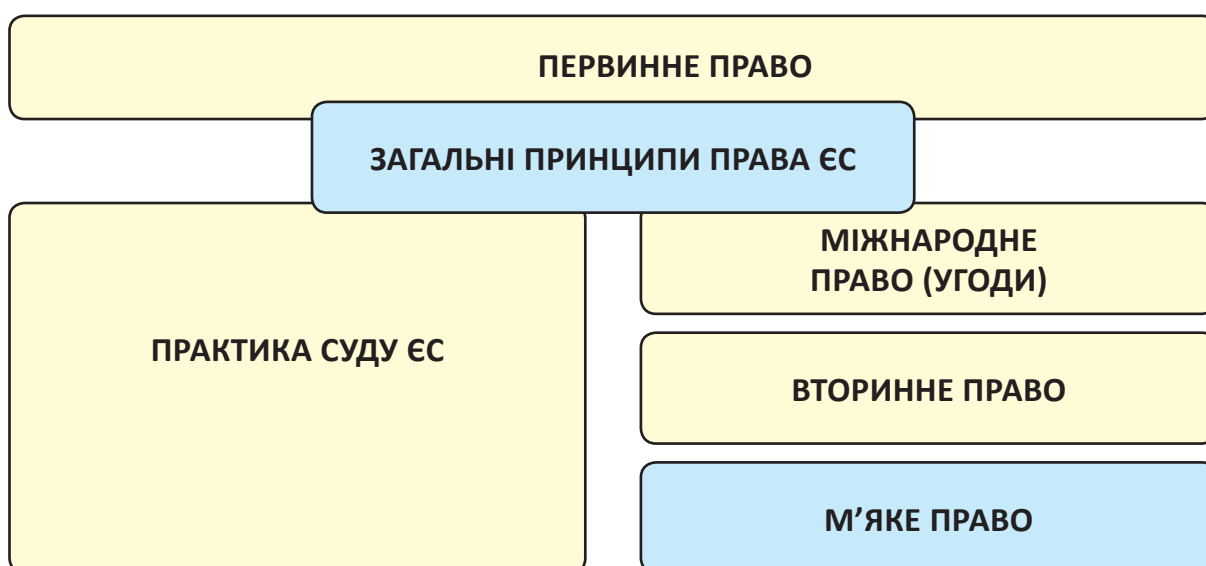 ПЕРВИННЕ ПРАВО
ЗАГАЛЬНІ ПРИНЦИПИ ПРАВА ЄС
ПРАКТИКА СУДУ ЄС
МІЖНАРОДНЕ
ПРАВО (УГОДИ)
ВТОРИННЕ ПРАВО
М’ЯКЕ ПРАВО